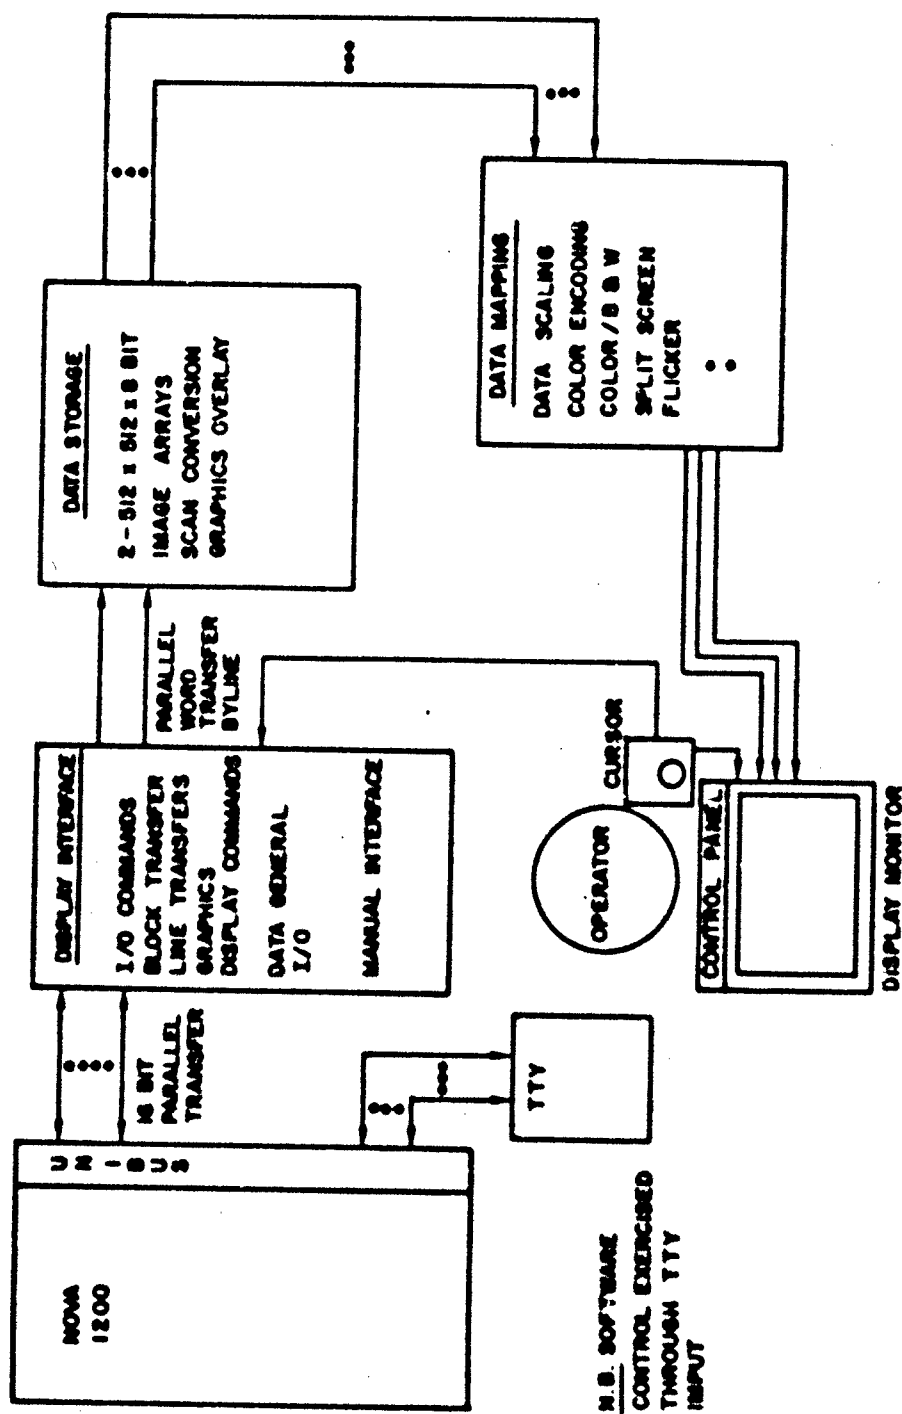 NOVA
1200
UNIBUS
16 BIT
PARALLEL
TRANSFER
DISPLAY INTERFACE
I/O COMMANDS
BLOCK TRANSFER
LINE TRANSFERS
GRAPHICS
DISPLAY COMMANDS
DATA GENERAL
I/O
MANUAL INTERFACE
PARALLEL
WORD
TRANSFER
BYLINE
DATA STORAGE
2-512 x 512 x 8 BIT
IMAGE ARRAYS
SCAN CONVERSION
GRAPHICS OVERLAY
DATA MAPPING
DATA SCALING
COLOR ENCODING
COLOR/B & W
SPLIT SCREEN
FLICKER
TTY
OPERATOR
CURSOR
CONTROL PANEL
DISPLAY MONITOR
N.B. SOFTWARE
CONTROL EXERCISED
THROUGH TTY
INPUT